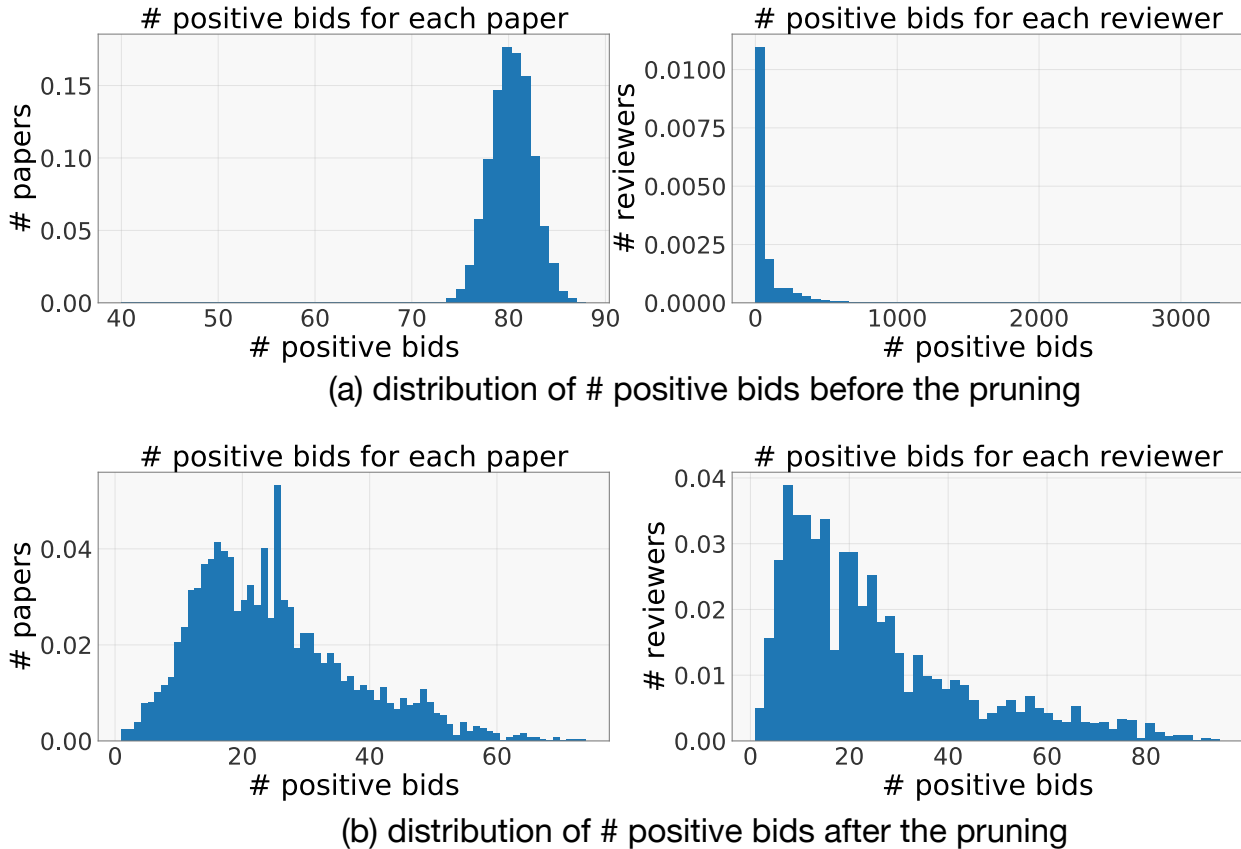 # positive bids for each paper
# papers
0.15
0.10
0.05
0.00
40 50 60 70 80 90
# positive bids
# positive bids for each reviewer
# reviewers
0.0100
0.0075
0.0050
0.0025
0.0000
0 1000 2000 3000
# positive bids
(a) distribution of # positive bids before the pruning
# positive bids for each paper
# papers
0.04
0.02
0.00
0 20 40 60
# positive bids
# positive bids for each reviewer
# reviewers
0.04
0.03
0.02
0.01
0.00
0 20 40 60 80
# positive bids
(b) distribution of # positive bids after the pruning